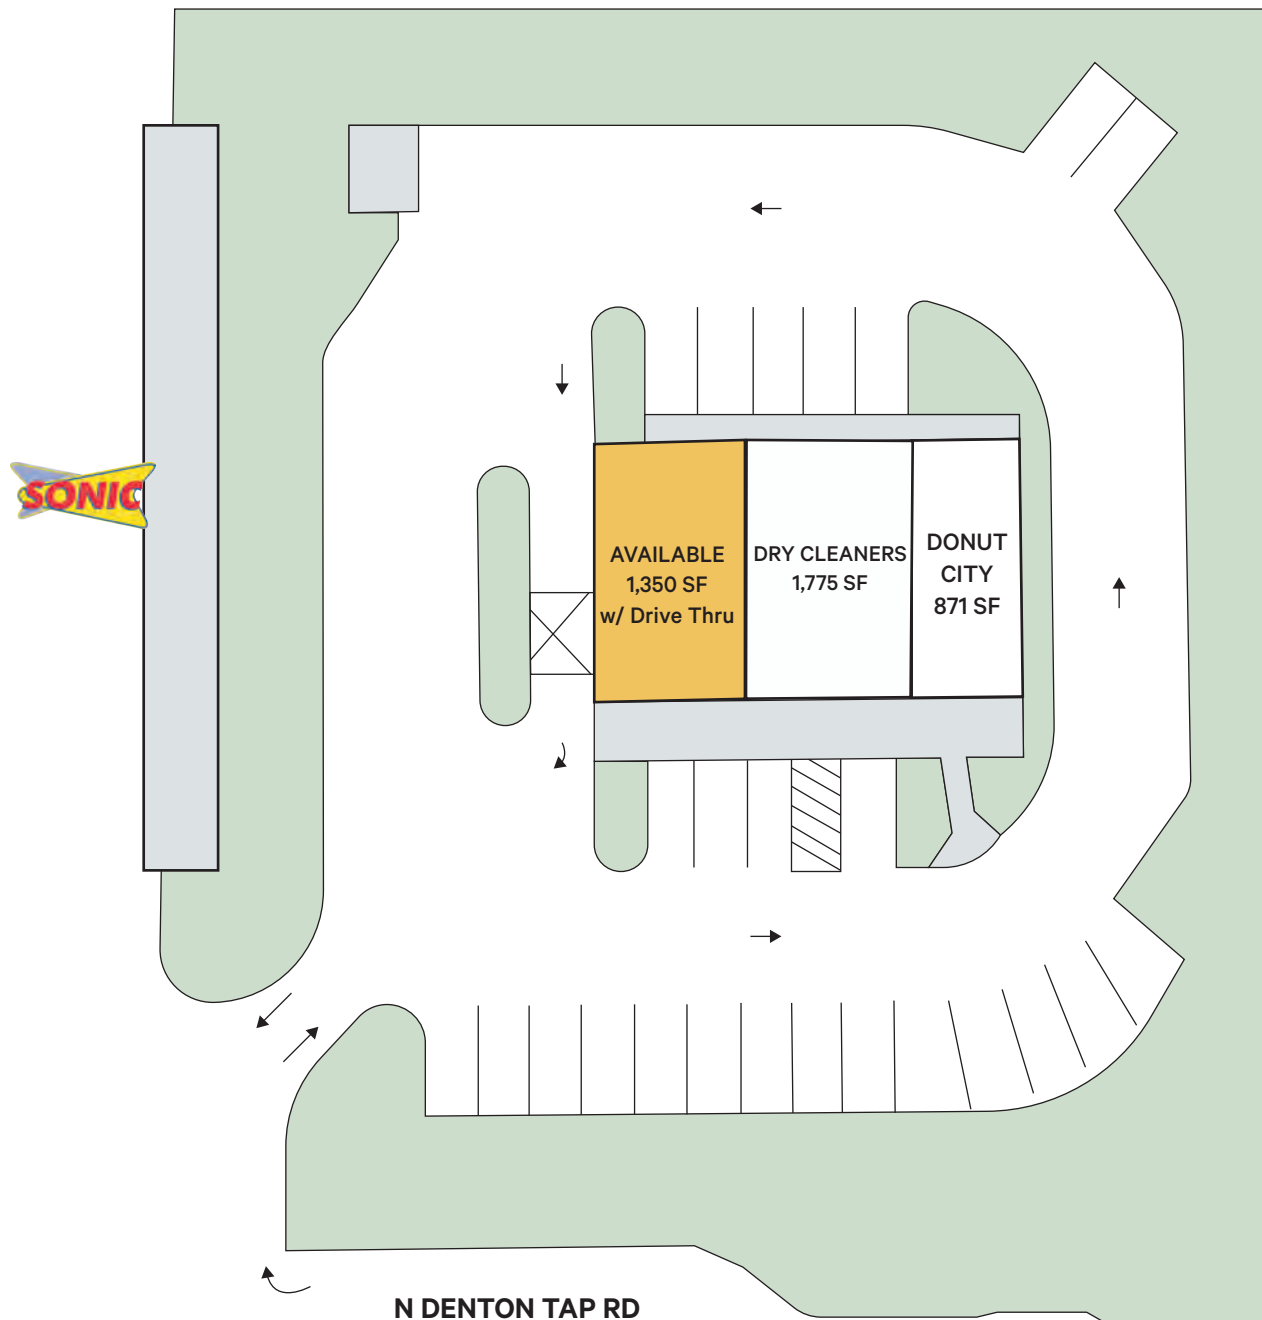 SONIC
AVAILABLE
1,350 SF
w/ Drive Thru
DRY CLEANERS
1,775 SF
DONUT
CITY
871 SF
N DENTON TAP RD